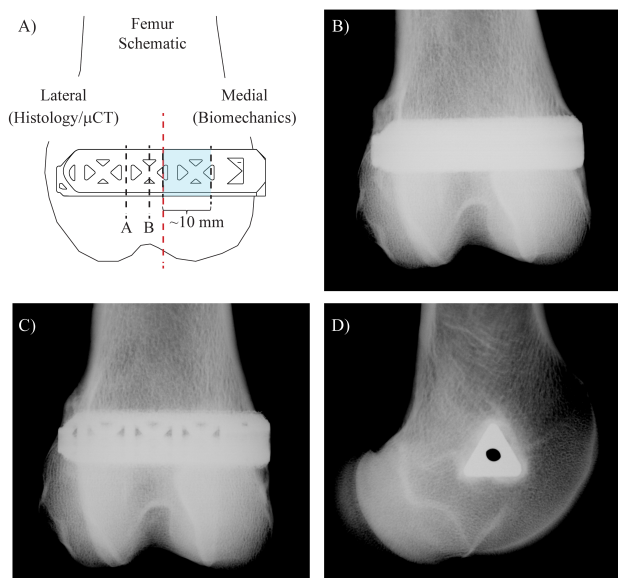 A)
Femur
Schematic
Lateral
(Histology/μCT)
Medial
(Biomechanics)
A
B
~10 mm
B)
C)
D)